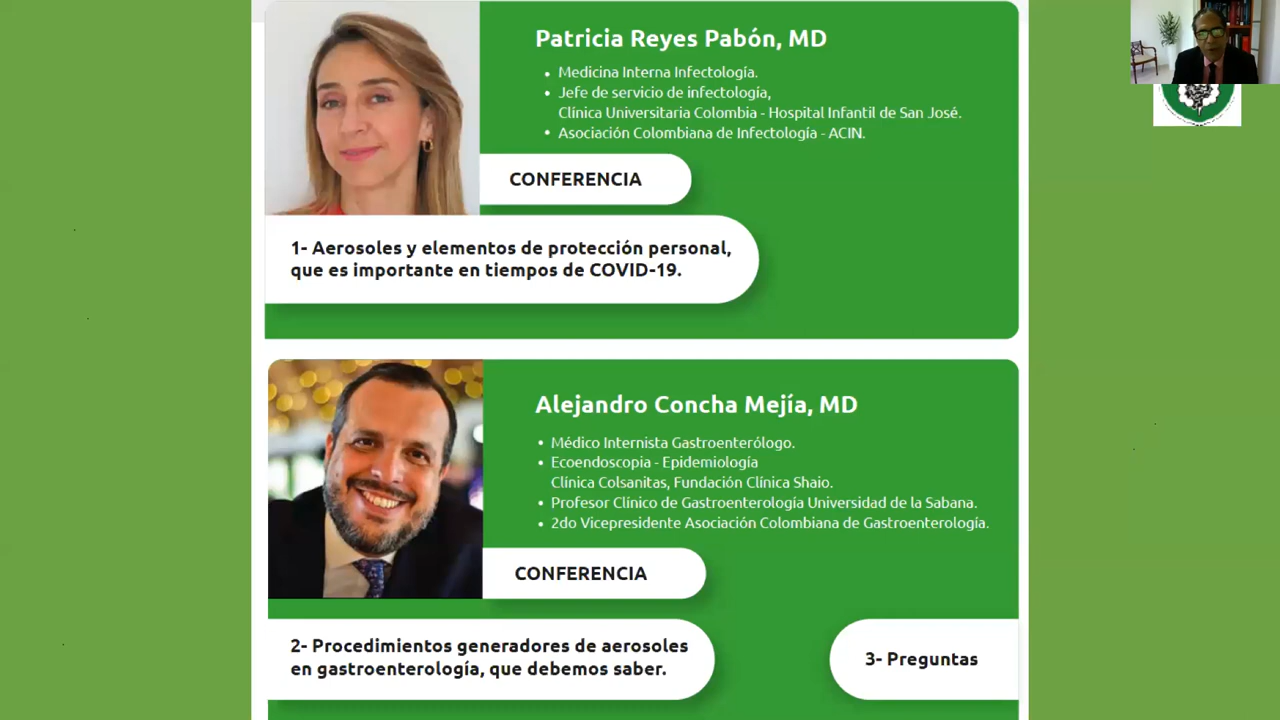 Patricia Reyes Pabón, MD
• Medicina Interna Infectología.
• Jefe de servicio de infectología,
Clínica Universitaria Colombia - Hospital Infantil de San José.
• Asociación Colombiana de Infectología - ACIN.
CONFERENCIA
1- Aerosoles y elementos de protección personal,
que es importante en tiempos de COVID-19.
Alejandro Concha Mejía, MD
• Médico Internista Gastroenterólogo.
• Ecoendoscopia - Epidemiología
Clínica Colsanitas, Fundación Clínica Shaio.
• Profesor Clínico de Gastroenterología Universidad de la Sabana.
• 2do Vicepresidente Asociación Colombiana de Gastroenterología.
CONFERENCIA
2- Procedimientos generadores de aerosoles
en gastroenterología, que debemos saber.
3- Preguntas